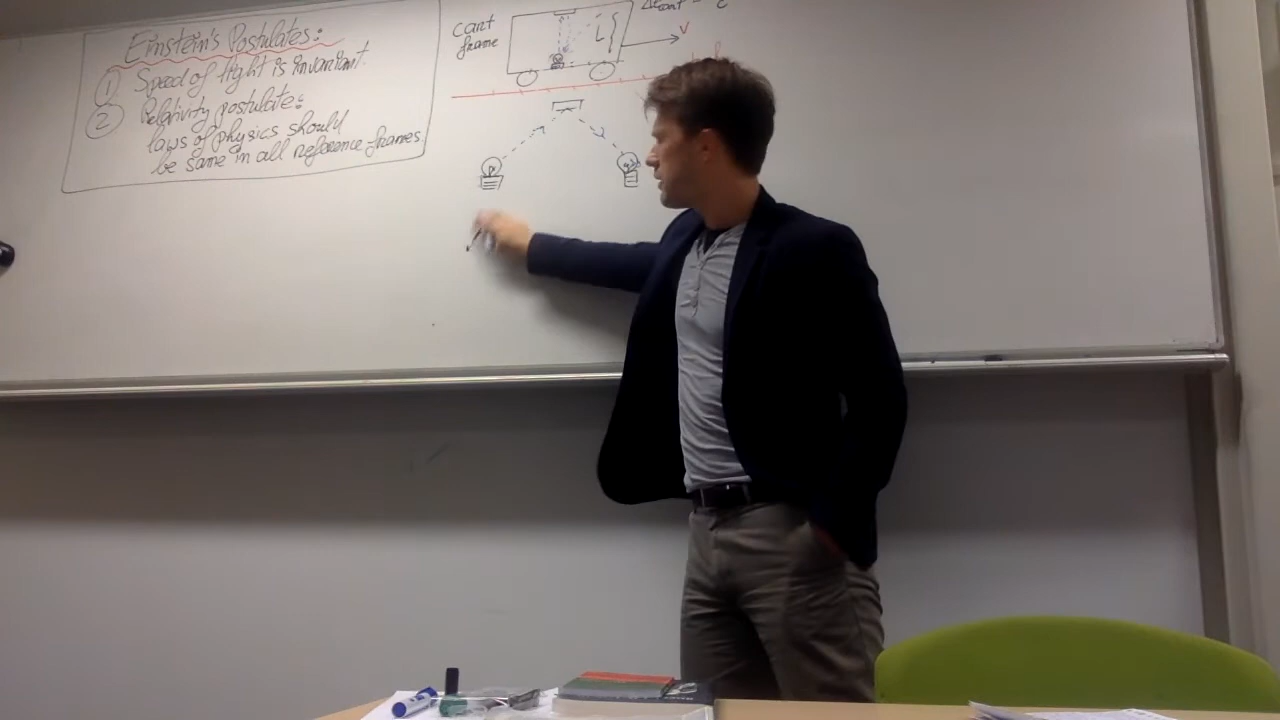 Einstein's Postulates:
1 Speed of light is invariant.
2 Relativity postulate:
laws of physics should
be same in all reference frames
cart
frame
L
v
c